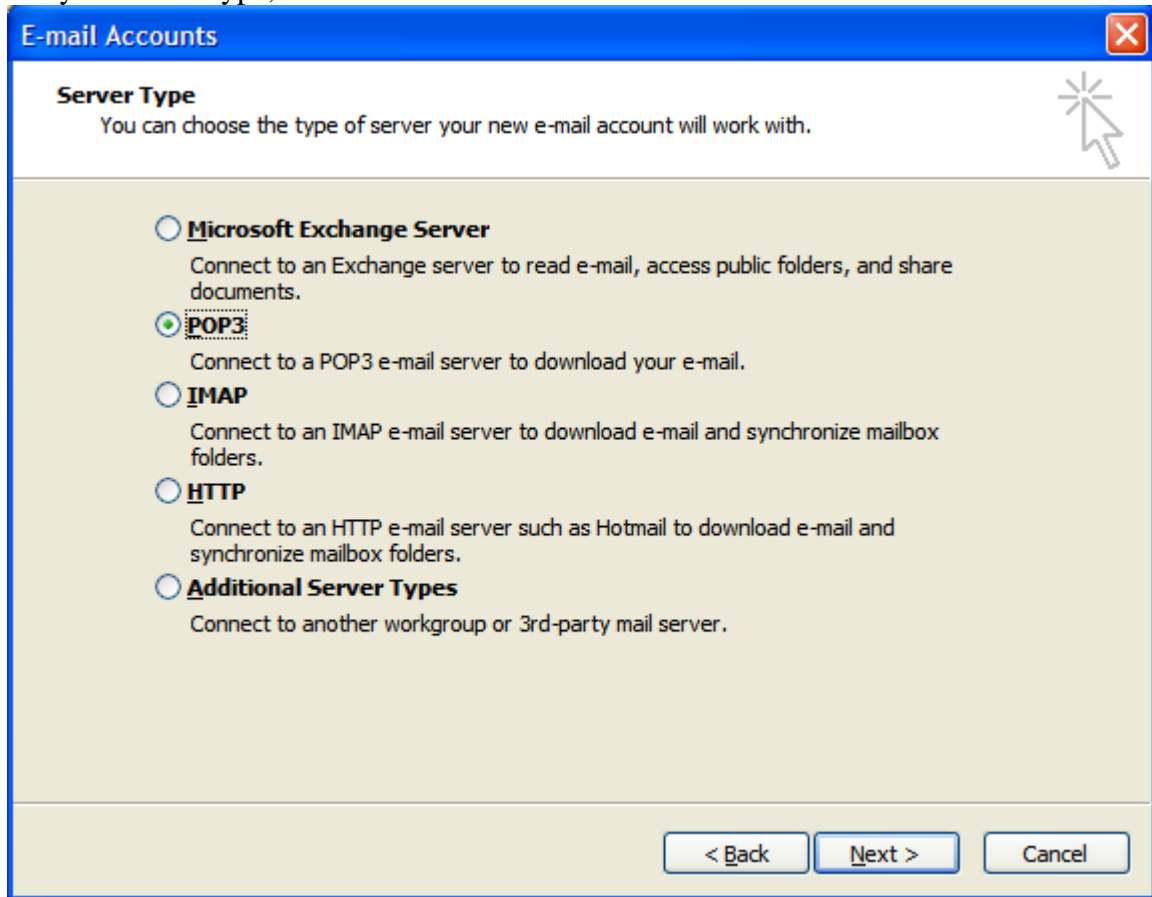 E-mail Accounts
Server Type
You can choose the type of server your new e-mail account will work with.
Microsoft Exchange Server
Connect to an Exchange server to read e-mail, access public folders, and share
documents.
POP3
Connect to a POP3 e-mail server to download your e-mail.
IMAP
Connect to an IMAP e-mail server to download e-mail and synchronize mailbox
folders.
HTTP
Connect to an HTTP e-mail server such as Hotmail to download e-mail and
synchronize mailbox folders.
Additional Server Types
Connect to another workgroup or 3rd-party mail server.
< Back Next > Cancel